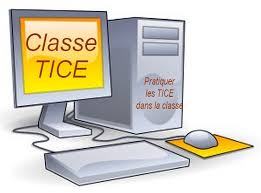 Classe
TICE
Pratiquer
les TICE
dans la classe